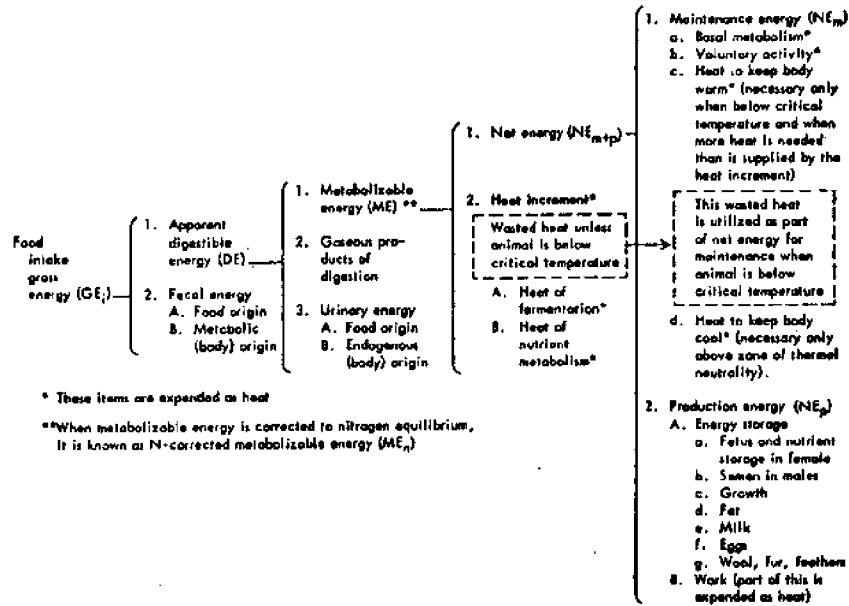 Food
intake
gross
energy (GEi)
1. Apparent
digestible
energy (DE)
2. Fecal energy
A. Food origin
B. Metabolic
(body) origin
1. Metabolizable
energy (ME) **
2. Gaseous pro-
ducts of
digestion
3. Urinary energy
A. Food origin
B. Endogenous
(body) origin
1. Net energy (NEm+p)
2. Heat increment*
Wasted heat unless
animal is below
critical temperature
A. Heat of
fermentation*
B. Heat of
nutrient
metabolism*
1. Maintenance energy (NEm)
a. Basal metabolism*
b. Voluntary activity*
c. Heat to keep body
warm* (necessary only
when below critical
temperature and when
more heat is needed
than is supplied by the
heat increment)
This wasted heat
is utilized as part
of net energy for
maintenance when
animal is below
critical temperature
d. Heat to keep body
cool* (necessary only
above zone of thermal
neutrality).
2. Production energy (NEp)
A. Energy storage
a. Fetus and nutrient
storage in female
b. Semen in males
c. Growth
d. Fat
e. Milk
f. Eggs
g. Wool, fur, feathers
B. Work (part of this is
expended as heat)
* These items are expended as heat
**When metabolizable energy is corrected to nitrogen equilibrium,
It is known as N-corrected metabolizable energy (MEn)